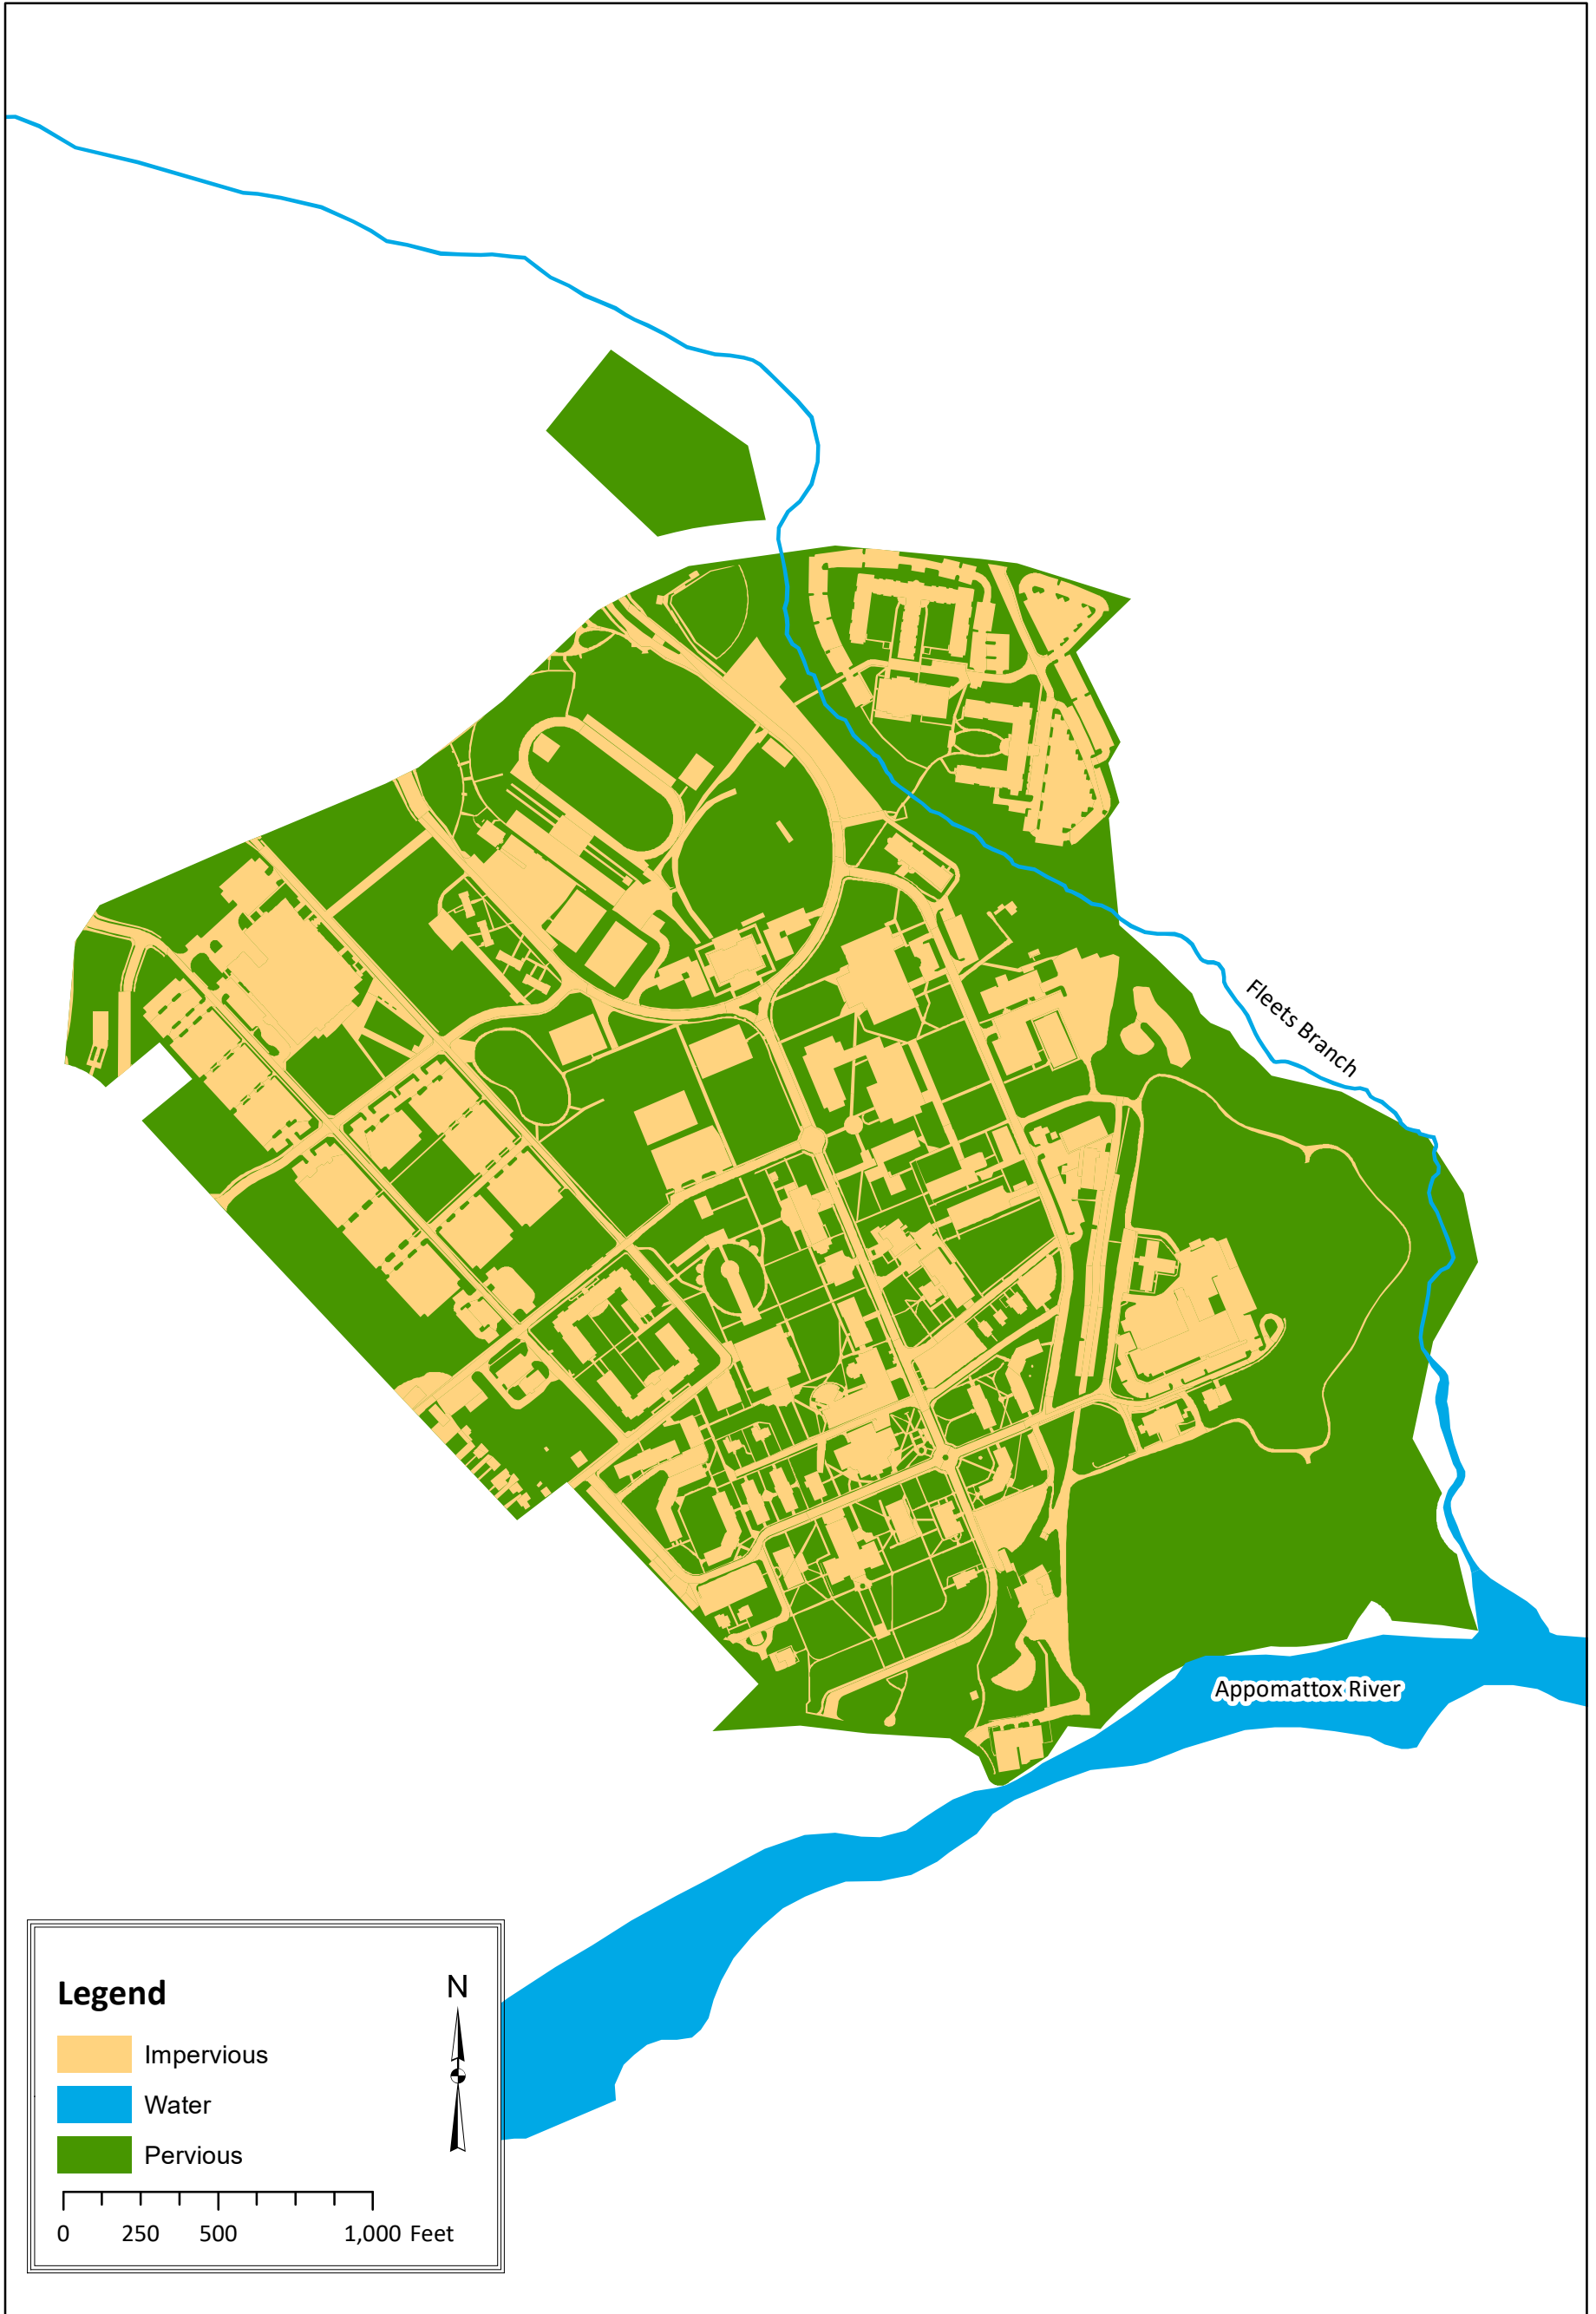 Fleets Branch
Appomattox River
Legend
N
Impervious
Water
Pervious
0 250 500 1,000 Feet